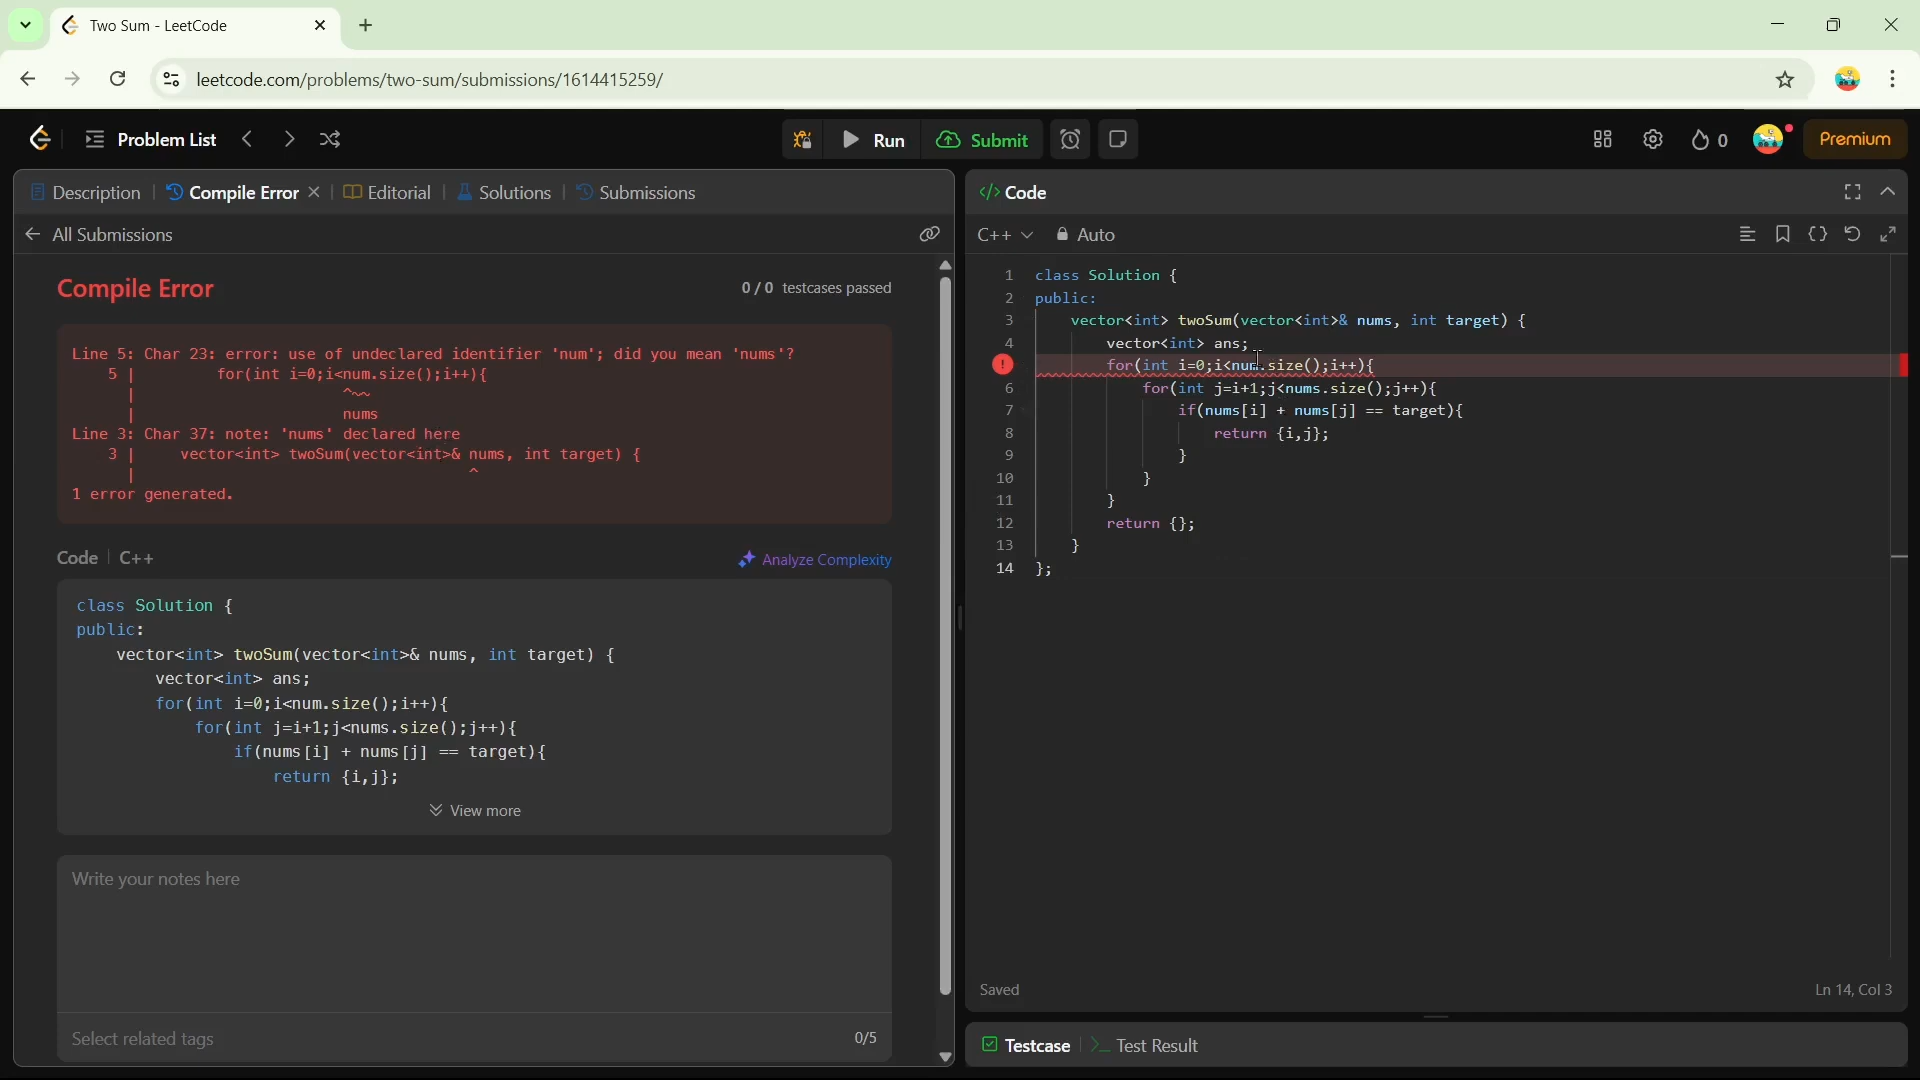 Two Sum - LeetCode
leetcode.com/problems/two-sum/submissions/1614415259/
Problem List
Run
Submit
0
Premium
Description
Compile Error
Editorial
Solutions
Submissions
All Submissions
Compile Error
0 / 0 testcases passed
Line 5: Char 23: error: use of undeclared identifier 'num'; did you mean 'nums'?
5 | for(int i=0;i<num.size();i++){
| ^~~
| nums
Line 3: Char 37: note: 'nums' declared here
3 | vector<int> twoSum(vector<int>& nums, int target) {
| ^
1 error generated.
Code | C++
Analyze Complexity
class Solution {
public:
vector<int> twoSum(vector<int>& nums, int target) {
vector<int> ans;
for(int i=0;i<num.size();i++){
for(int j=i+1;j<nums.size();j++){
if(nums[i] + nums[j] == target){
return {i,j};
View more
Write your notes here
Select related tags
0/5
</> Code
C++
Auto
1 class Solution {
2 public:
3 vector<int> twoSum(vector<int>& nums, int target) {
4 vector<int> ans;
! for(int i=0;i<num.size();i++){
6 for(int j=i+1;j<nums.size();j++){
7 if(nums[i] + nums[j] == target){
8 return {i,j};
9 }
10 }
11 }
12 return {};
13 }
14 };
Saved
Ln 14, Col 3
Testcase
Test Result